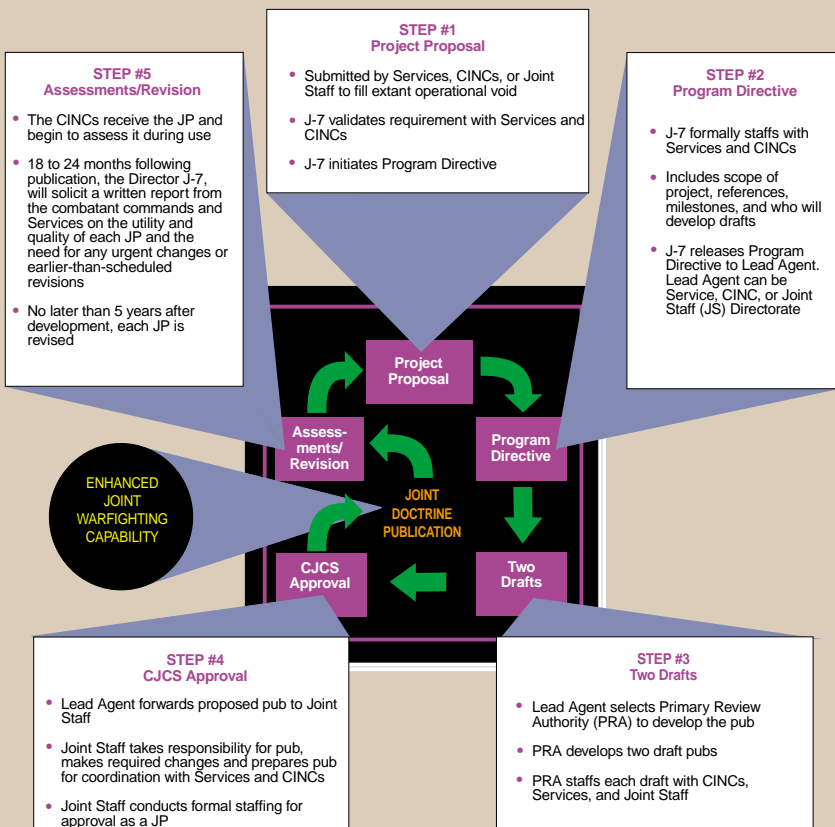 STEP #1
Project Proposal
• Submitted by Services, CINCs, or Joint
Staff to fill extant operational void
• J-7 validates requirement with Services and
CINCs
• J-7 initiates Program Directive
STEP #5
Assessments/Revision
• The CINCs receive the JP and
begin to assess it during use
• 18 to 24 months following
publication, the Director J-7,
will solicit a written report from
the combatant commands and
Services on the utility and
quality of each JP and the
need for any urgent changes or
earlier-than-scheduled
revisions
• No later than 5 years after
development, each JP is
revised
STEP #2
Program Directive
• J-7 formally staffs with
Services and CINCs
• Includes scope of
project, references,
milestones, and who will
develop drafts
• J-7 releases Program
Directive to Lead Agent.
Lead Agent can be
Service, CINC, or Joint
Staff (JS) Directorate
Project
Proposal
Assess-
ments/
Revision
Program
Directive
ENHANCED
JOINT
WARFIGHTING
CAPABILITY
JOINT
DOCTRINE
PUBLICATION
CJCS
Approval
Two
Drafts
STEP #4
CJCS Approval
• Lead Agent forwards proposed pub to Joint
Staff
• Joint Staff takes responsibility for pub,
makes required changes and prepares pub
for coordination with Services and CINCs
• Joint Staff conducts formal staffing for
approval as a JP
STEP #3
Two Drafts
• Lead Agent selects Primary Review
Authority (PRA) to develop the pub
• PRA develops two draft pubs
• PRA staffs each draft with CINCs,
Services, and Joint Staff